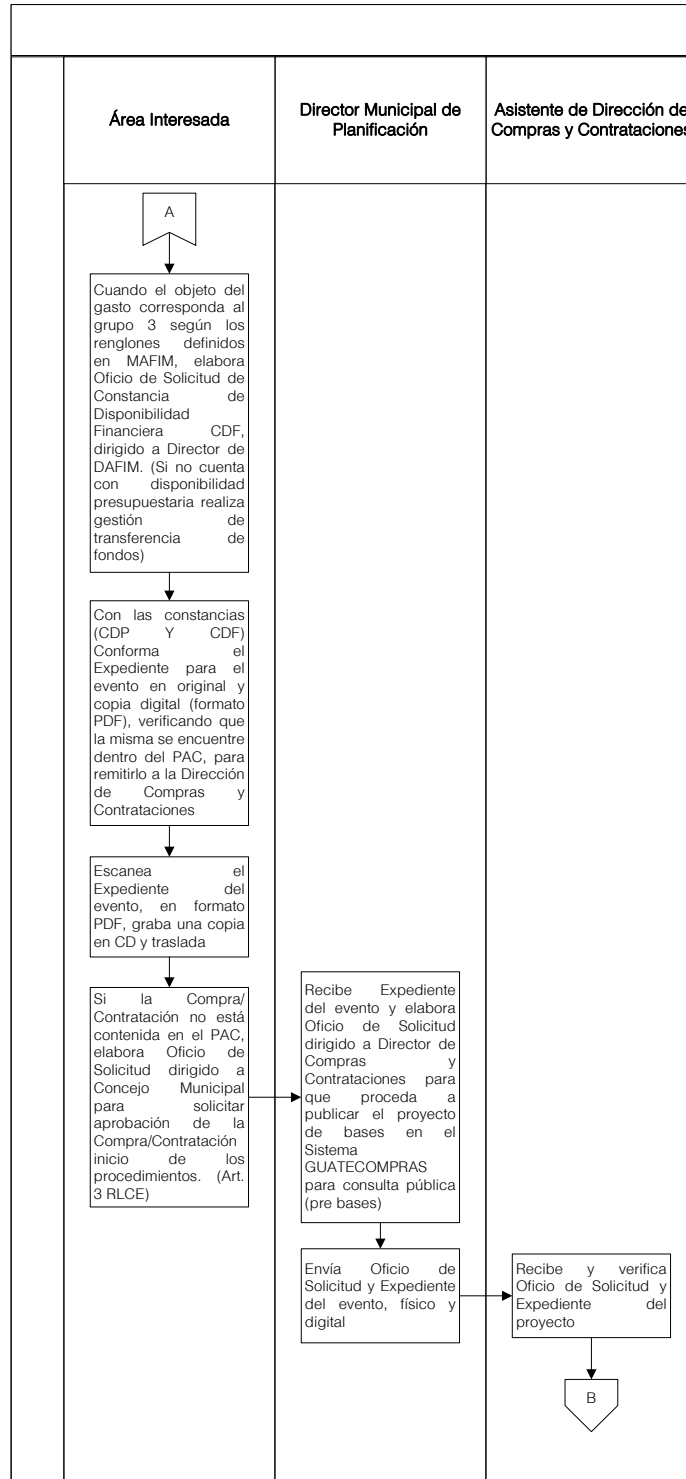 Área Interesada
Director Municipal de
Planificación
Asistente de Dirección de
Compras y Contrataciones
A
Cuando el objeto del
gasto corresponda al
grupo 3 según los
renglones definidos
en MAFIM, elabora
Oficio de Solicitud de
Constancia de
Disponibilidad
Financiera CDF,
dirigido a Director de
DAFIM. (Si no cuenta
con disponibilidad
presupuestaria realiza
gestión de
transferencia de
fondos)
Con las constancias
(CDP Y CDF)
Conforma el
Expediente para el
evento en original y
copia digital (formato
PDF), verificando que
la misma se encuentre
dentro del PAC, para
remitirlo a la Dirección
de Compras y
Contrataciones
Escanea el
Expediente del
evento, en formato
PDF, graba una copia
en CD y traslada
Si la Compra/
Contratación no está
contenida en el PAC,
elabora Oficio de
Solicitud dirigido a
Concejo Municipal
para solicitar
aprobación de la
Compra/Contratación
inicio de los
procedimientos. (Art.
3 RLCE)
Recibe Expediente
del evento y elabora
Oficio de Solicitud
dirigido a Director de
Compras y
Contrataciones para
que proceda a
publicar el proyecto
de bases en el
Sistema
GUATECOMPRAS
para consulta pública
(pre bases)
Envía Oficio de
Solicitud y Expediente
del evento, físico y
digital
Recibe y verifica
Oficio de Solicitud y
Expediente del
proyecto
B